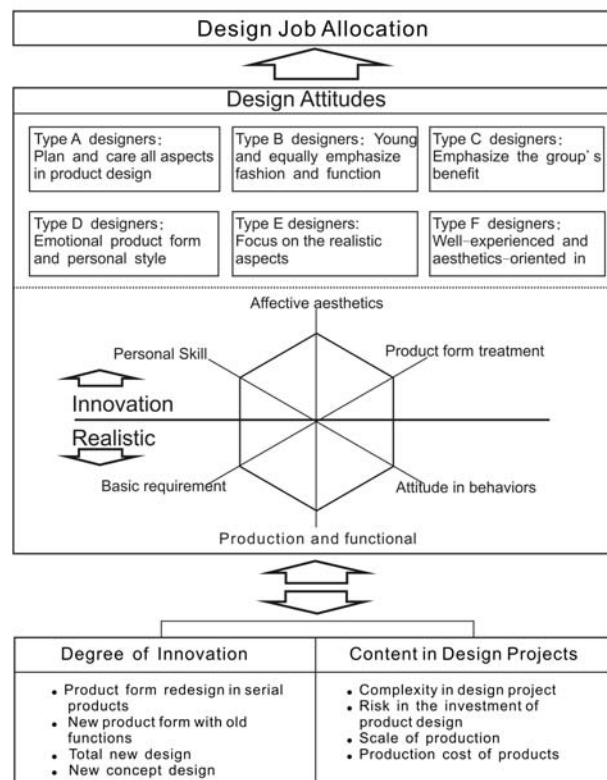 Design Job Allocation
Design Attitudes
Type A designers:
Plan and care all aspects
in product design
Type B designers: Young
and equally emphasize
fashion and function
Type C designers:
Emphasize the group's
benefit
Type D designers:
Emotional product form
and personal style
Type E designers:
Focus on the realistic
aspects
Type F designers:
Well-experienced and
aesthetics-oriented in
Affective aesthetics
Personal Skill
Product form treatment
Innovation
Realistic
Basic requirement
Attitude in behaviors
Production and functional
Degree of Innovation
• Product form redesign in serial
products
• New product form with old
functions
• Total new design
• New concept design
Content in Design Projects
• Complexity in design project
• Risk in the investment of
product design
• Scale of production
• Production cost of products